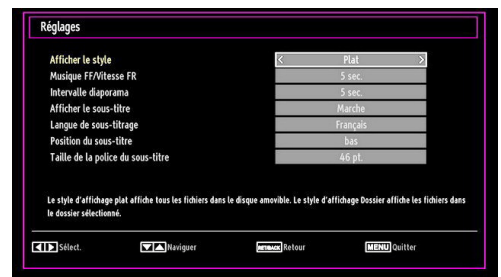 Réglages
Afficher le style < Plat >
Musique FF/Vitesse FR 5 sec.
Intervalle diaporama 5 sec.
Afficher le sous-titre Marche
Langue de sous-titrage Français
Position du sous-titre bas
Taille de la police du sous-titre 46 pt.
Le style d'affichage plat affiche tous les fichiers dans le disque amovible. Le style d'affichage Dossier affiche les fichiers dans
le dossier sélectionné.
Sélect. Naviguer RET/BACK Retour MENU Quitter